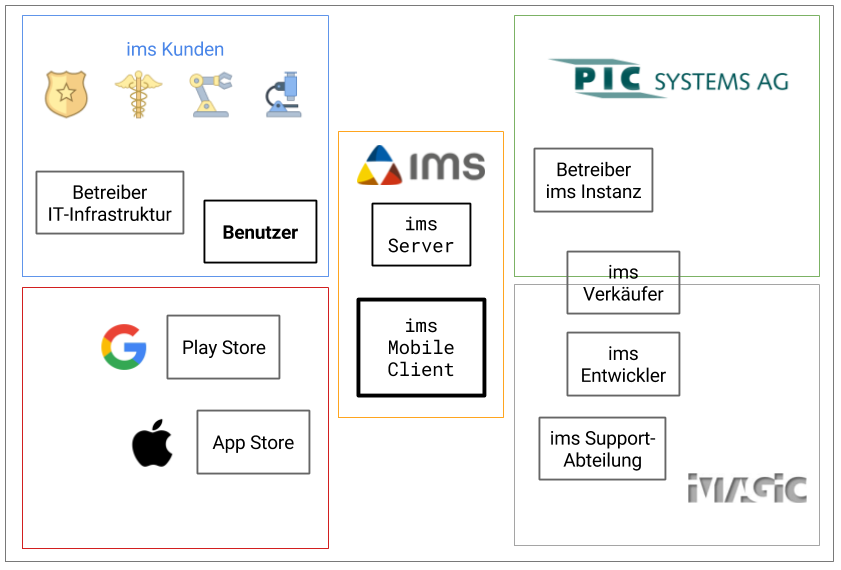 ims Kunden
Betreiber
IT-Infrastruktur
Benutzer
Play Store
App Store
ims
ims
Server
ims
Mobile
Client
PIC SYSTEMS AG
Betreiber
ims Instanz
ims
Verkäufer
ims
Entwickler
ims Support-
Abteilung
iMAGiC